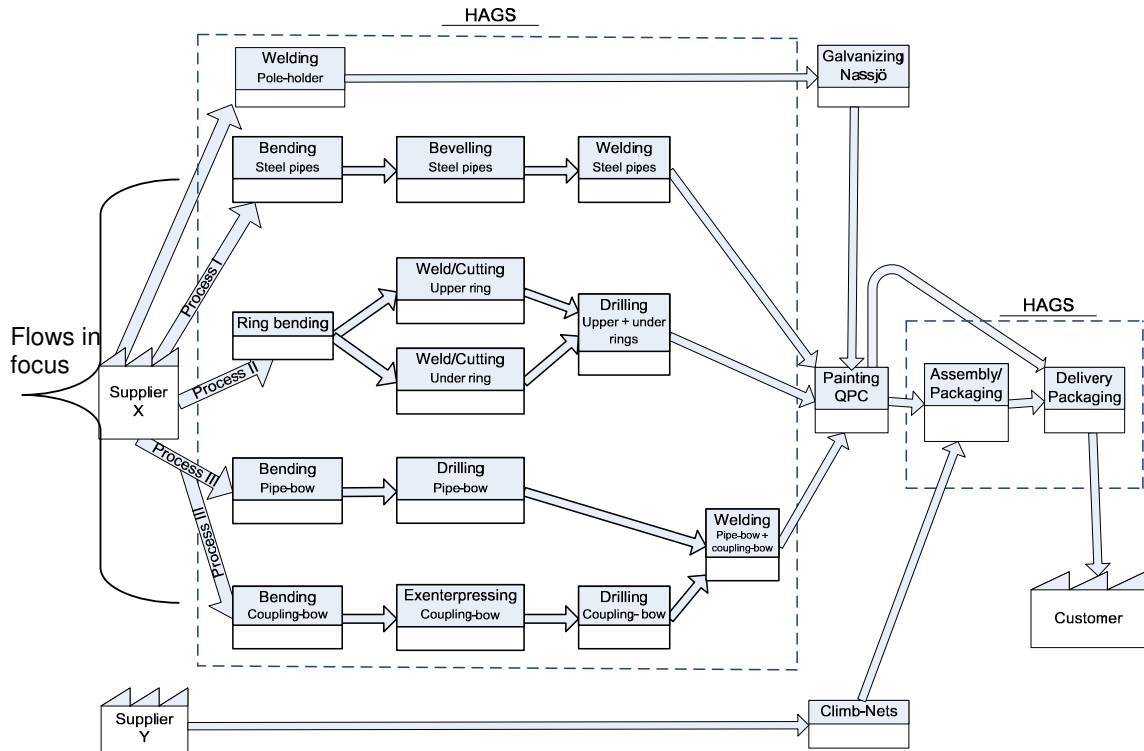 HAGS
Welding
Pole-holder
Galvanizing
Nassjö
Bending
Steel pipes
Bevelling
Steel pipes
Welding
Steel pipes
Process I
Weld/Cutting
Upper ring
Ring bending
Drilling
Upper + under
rings
Weld/Cutting
Under ring
Process II
Flows in
focus
Supplier
X
HAGS
Painting
QPC
Assembly/
Packaging
Delivery
Packaging
Process III
Process III
Bending
Pipe-bow
Drilling
Pipe-bow
Welding
Pipe-bow +
coupling-bow
Bending
Coupling-bow
Exenterpressing
Coupling-bow
Drilling
Coupling- bow
Customer
Supplier
Y
Climb-Nets